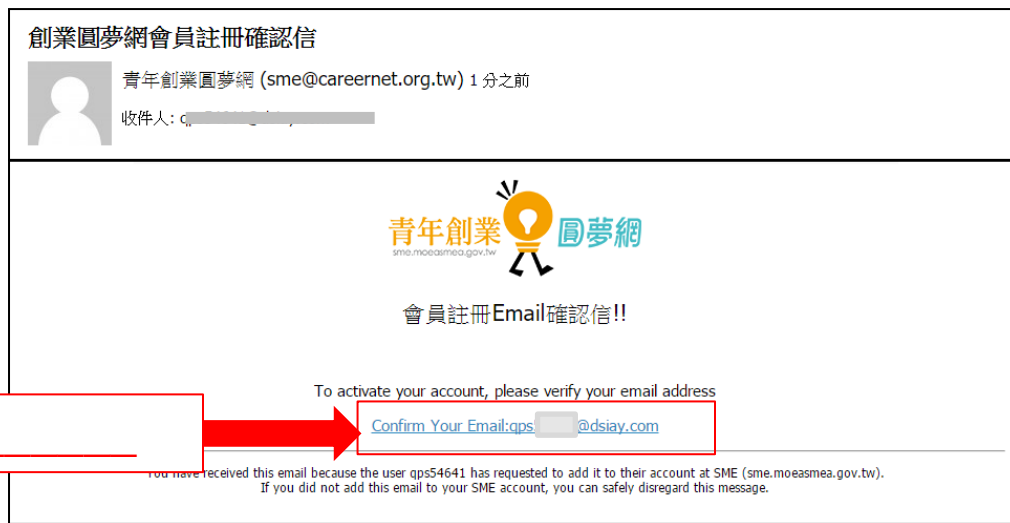 創業圓夢網會員註冊確認信
青年創業圓夢網 (sme@careernet.org.tw) 1 分之前
收件人:
青年創業 圓夢網
sme.moeasmea.gov.tw
會員註冊Email確認信!!
To activate your account, please verify your email address
Confirm Your Email:qps @dsiay.com
You have received this email because the user qps54641 has requested to add it to their account at SME (sme.moeasmea.gov.tw).
If you did not add this email to your SME account, you can safely disregard this message.